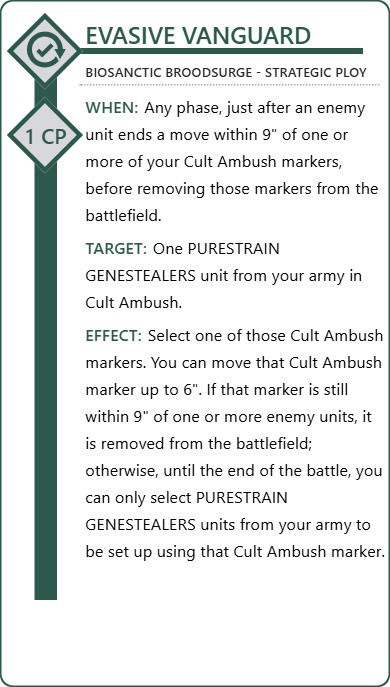 EVASIVE VANGUARD
BIOSANCTIC BROODSURGE - STRATEGIC PLOY
1 CP
WHEN: Any phase, just after an enemy
unit ends a move within 9" of one or
more of your Cult Ambush markers,
before removing those markers from the
battlefield.
TARGET: One PURESTRAIN
GENESTEALERS unit from your army in
Cult Ambush.
EFFECT: Select one of those Cult Ambush
markers. You can move that Cult Ambush
marker up to 6". If that marker is still
within 9" of one or more enemy units, it
is removed from the battlefield;
otherwise, until the end of the battle, you
can only select PURESTRAIN
GENESTEALERS units from your army to
be set up using that Cult Ambush marker.